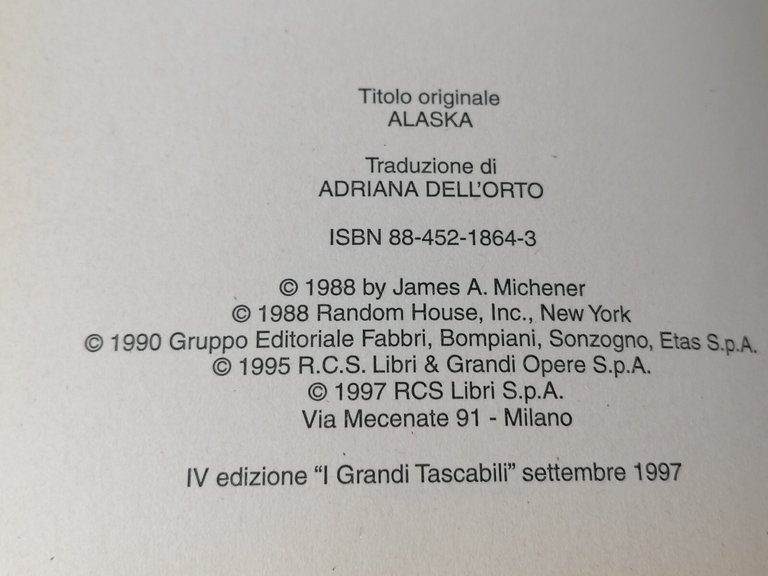 Titolo originale
ALASKA
Traduzione di
ADRIANA DELL'ORTO
ISBN 88-452-1864-3
© 1988 by James A. Michener
© 1988 Random House, Inc., New York
© 1990 Gruppo Editoriale Fabbri, Bompiani, Sonzogno, Etas S.p.A.
© 1995 R.C.S. Libri & Grandi Opere S.p.A.
© 1997 RCS Libri S.p.A.
Via Mecenate 91 - Milano
IV edizione “I Grandi Tascabili” settembre 1997